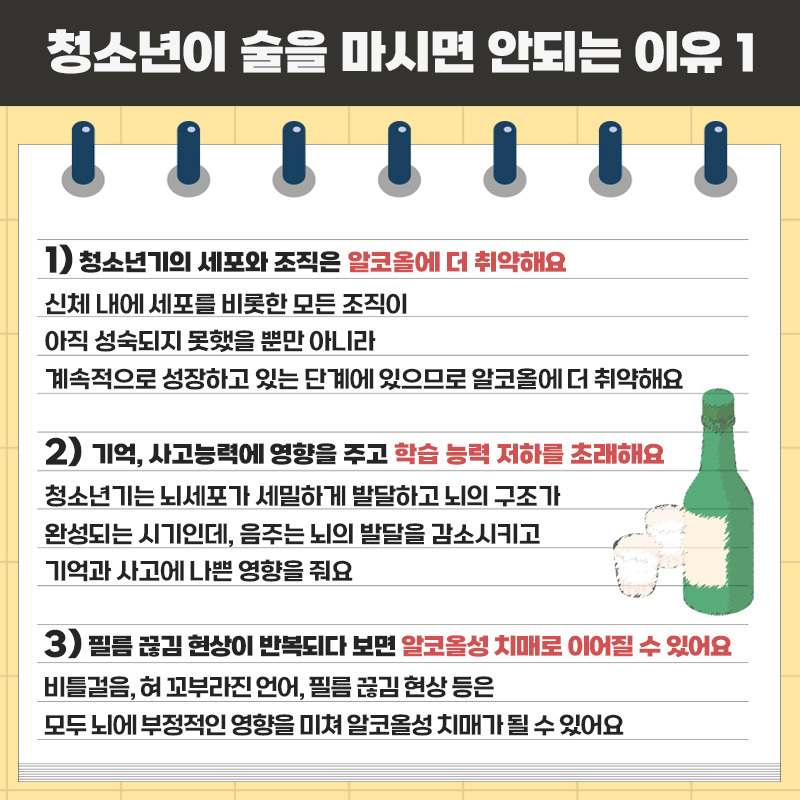 청소년이 술을 마시면 안되는 이유 1
1) 청소년기의 세포와 조직은 알코올에 더 취약해요
신체 내에 세포를 비롯한 모든 조직이
아직 성숙되지 못했을 뿐만 아니라
계속적으로 성장하고 있는 단계에 있으므로 알코올에 더 취약해요
2) 기억, 사고능력에 영향을 주고 학습 능력 저하를 초래해요
청소년기는 뇌세포가 세밀하게 발달하고 뇌의 구조가
완성되는 시기인데, 음주는 뇌의 발달을 감소시키고
기억과 사고에 나쁜 영향을 줘요
3) 필름 끊김 현상이 반복되다 보면 알코올성 치매로 이어질 수 있어요
비틀걸음, 혀 꼬부라진 언어, 필름 끊김 현상 등은
모두 뇌에 부정적인 영향을 미쳐 알코올성 치매가 될 수 있어요